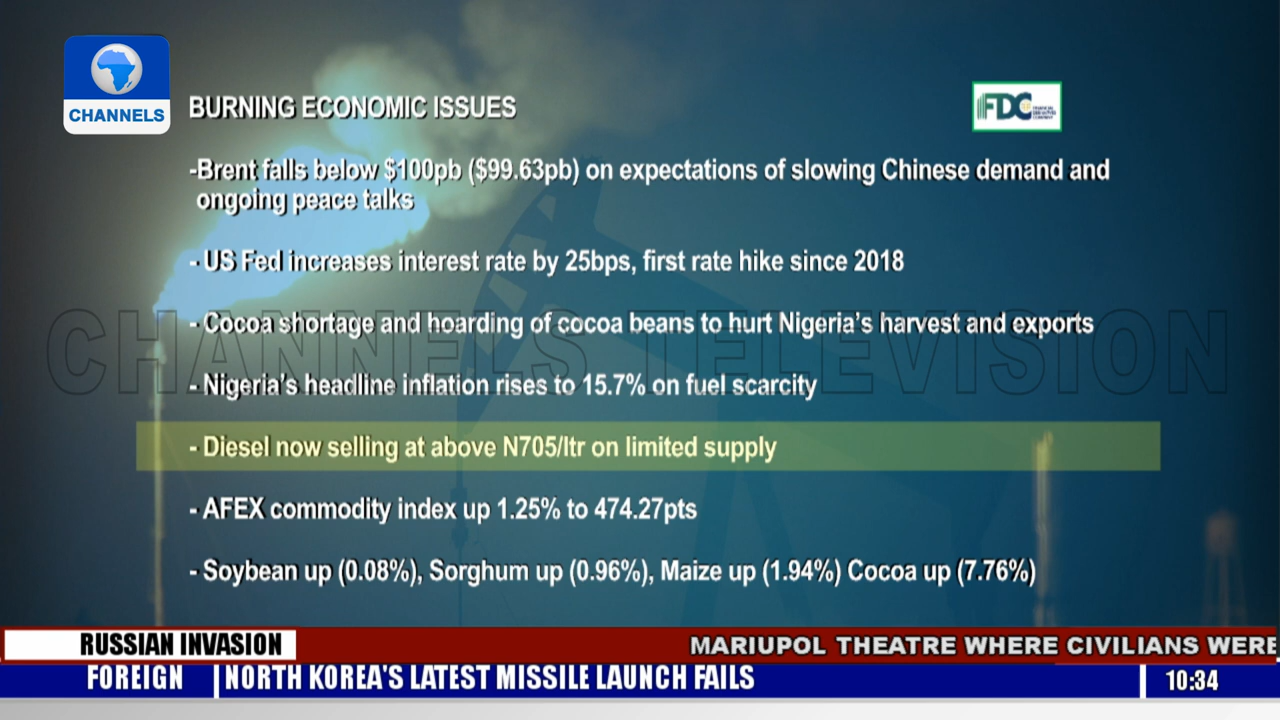 CHANNELS
BURNING ECONOMIC ISSUES
FDC
-Brent falls below $100pb ($99.63pb) on expectations of slowing Chinese demand and
ongoing peace talks
- US Fed increases interest rate by 25bps, first rate hike since 2018
- Cocoa shortage and hoarding of cocoa beans to hurt Nigeria's harvest and exports
CHANNELS TELEVISION
- Nigeria's headline inflation rises to 15.7% on fuel scarcity
- Diesel now selling at above N705/ltr on limited supply
- AFEX commodity index up 1.25% to 474.27pts
- Soybean up (0.08%), Sorghum up (0.96%), Maize up (1.94%) Cocoa up (7.76%)
RUSSIAN INVASION MARIUPOL THEATRE WHERE CIVILIANS WERE
FOREIGN NORTH KOREA'S LATEST MISSILE LAUNCH FAILS 10:34